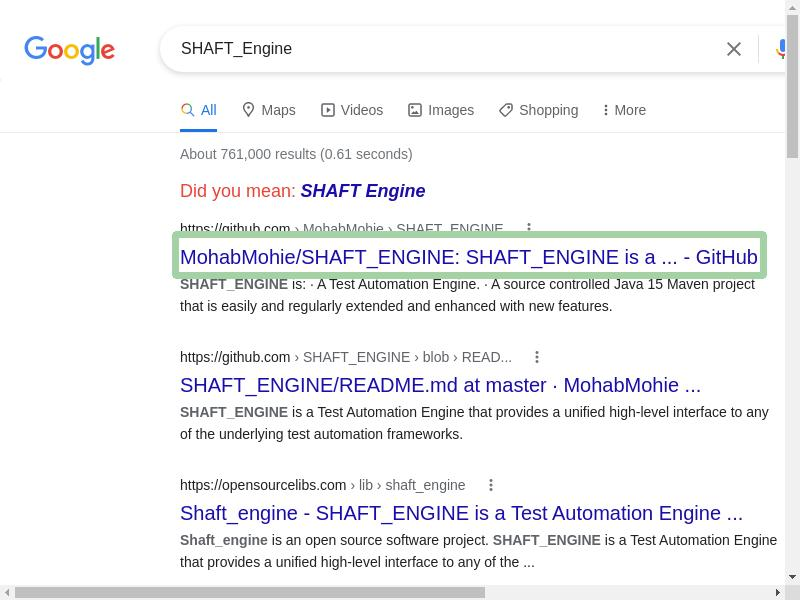 Google
SHAFT_Engine
All Maps Videos Images Shopping More
About 761,000 results (0.61 seconds)
Did you mean: SHAFT Engine
https://github.com › MohabMohie › SHAFT_ENGINE
MohabMohie/SHAFT_ENGINE: SHAFT_ENGINE is a ... - GitHub
SHAFT_ENGINE is: · A Test Automation Engine. · A source controlled Java 15 Maven project
that is easily and regularly extended and enhanced with new features.
https://github.com › SHAFT_ENGINE › blob › READ...
SHAFT_ENGINE/README.md at master · MohabMohie ...
SHAFT_ENGINE is a Test Automation Engine that provides a unified high-level interface to any
of the underlying test automation frameworks.
https://opensourcelibs.com › lib › shaft_engine
Shaft_engine - SHAFT_ENGINE is a Test Automation Engine ...
Shaft_engine is an open source software project. SHAFT_ENGINE is a Test Automation Engine
that provides a unified high-level interface to any of the ...